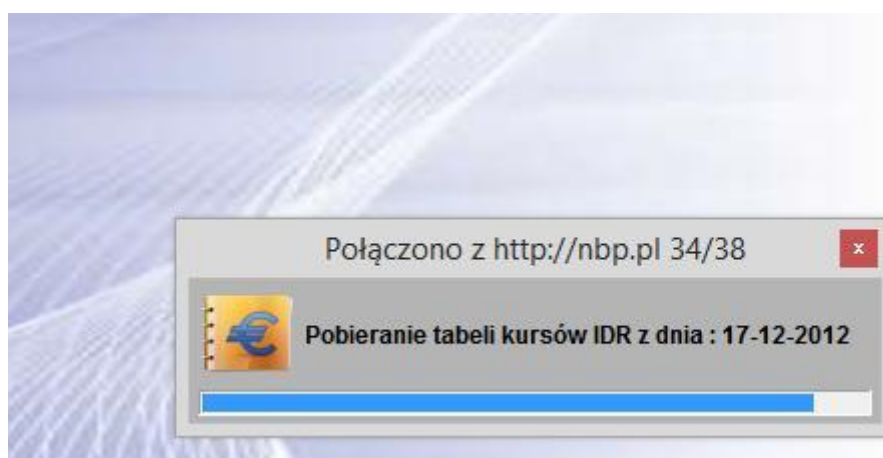 Połączono z http://nbp.pl 34/38
x
Pobieranie tabeli kursów IDR z dnia : 17-12-2012